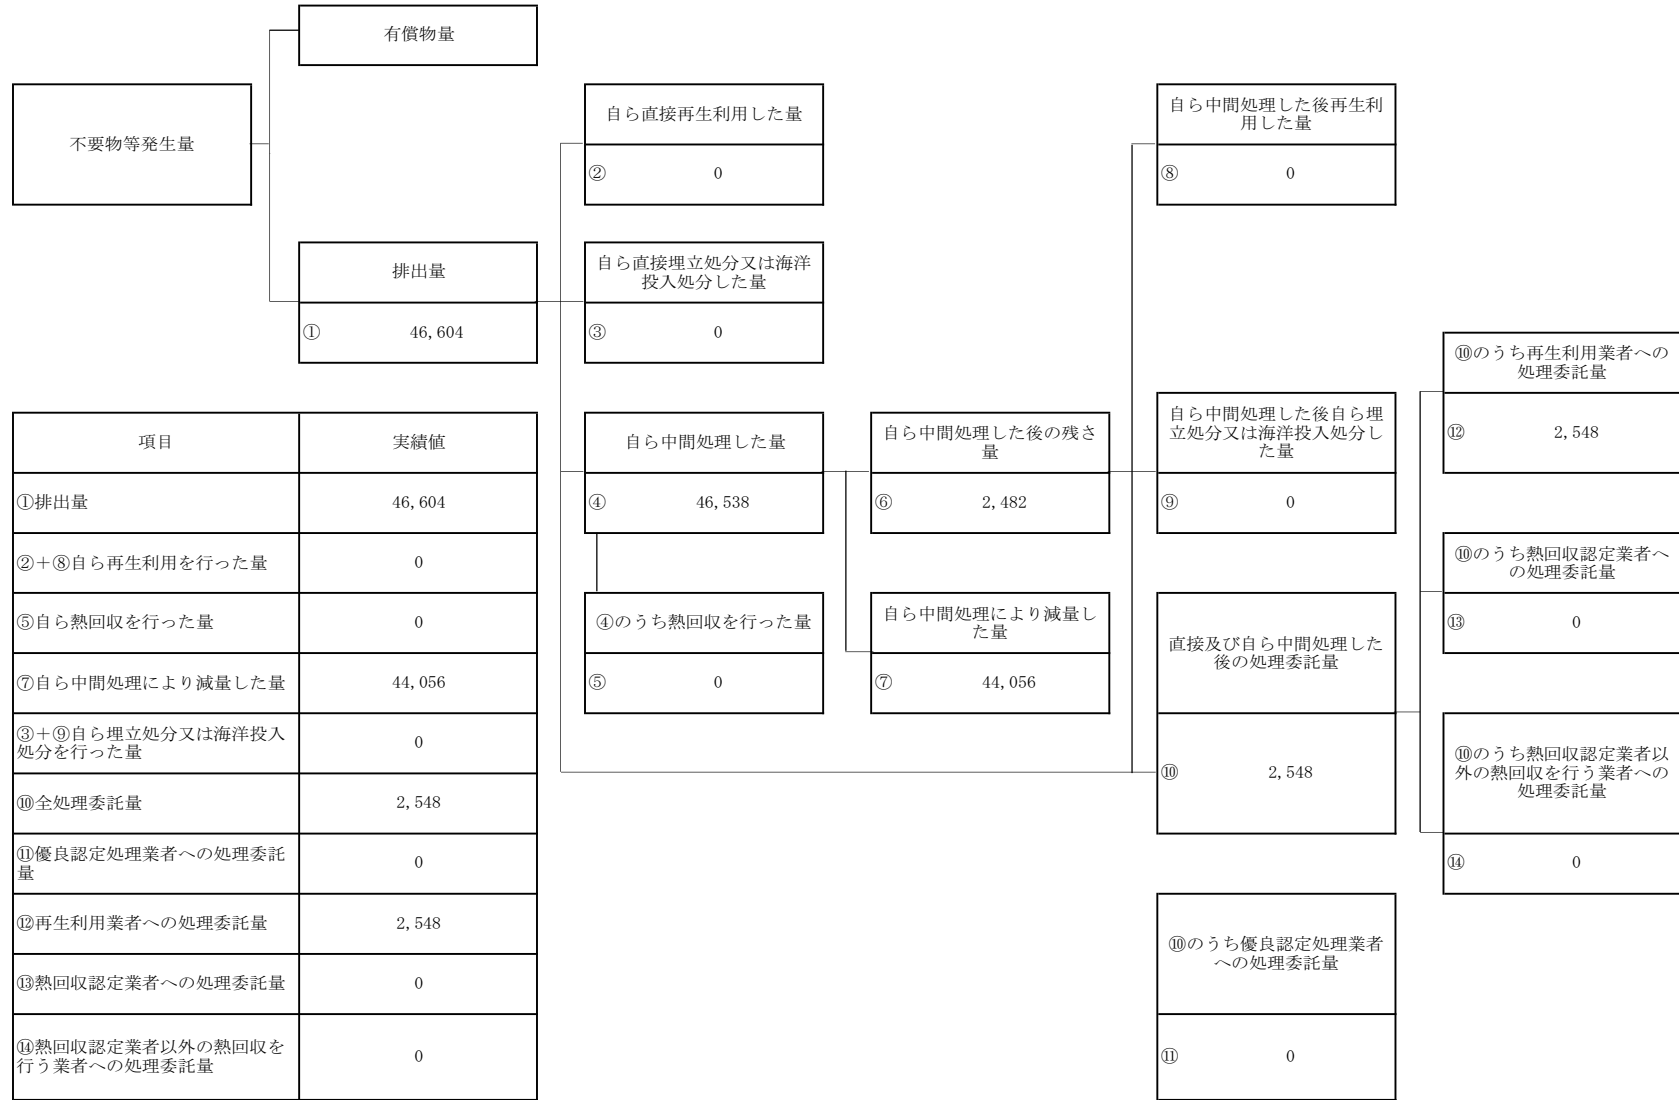 有償物量
不要物等発生量
自ら直接再生利用した量
② 0
自ら中間処理した後再生利
用した量
⑧ 0
排出量
① 46,604
自ら直接埋立処分又は海洋
投入処分した量
③ 0
⑩のうち再生利用業者への
処理委託量
⑫ 2,548
自ら中間処理した量
④ 46,538
自ら中間処理した後の残さ
量
⑥ 2,482
自ら中間処理した後自ら埋
立処分又は海洋投入処分し
た量
⑨ 0
⑩のうち熱回収認定業者へ
の処理委託量
⑬ 0
④のうち熱回収を行った量
⑤ 0
自ら中間処理により減量し
た量
⑦ 44,056
直接及び自ら中間処理した
後の処理委託量
⑩ 2,548
⑩のうち熱回収認定業者以
外の熱回収を行う業者への
処理委託量
⑭ 0
⑩のうち優良認定処理業者
への処理委託量
⑪ 0
項目 実績値
①排出量 46,604
②+⑧自ら再生利用を行った量 0
⑤自ら熱回収を行った量 0
⑦自ら中間処理により減量した量 44,056
③+⑨自ら埋立処分又は海洋投入
処分を行った量 0
⑩全処理委託量 2,548
⑪優良認定処理業者への処理委託
量 0
⑫再生利用業者への処理委託量 2,548
⑬熱回収認定業者への処理委託量 0
⑭熱回収認定業者以外の熱回収を
行う業者への処理委託量 0